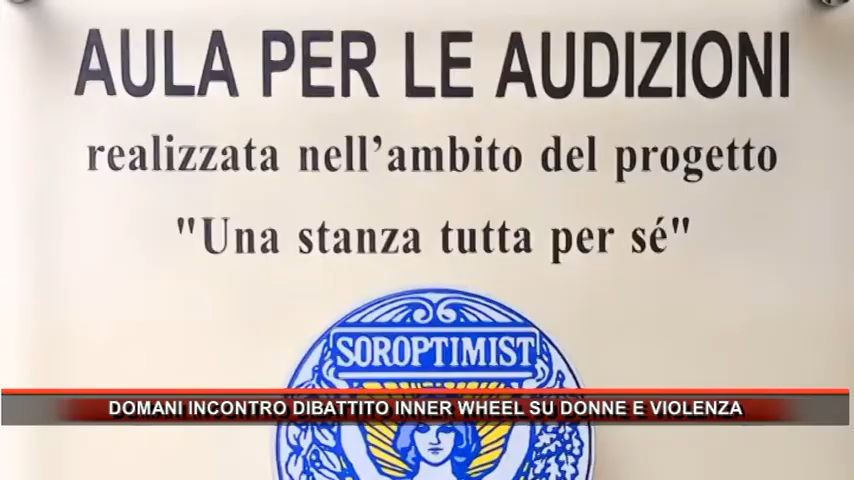 AULA PER LE AUDIZIONI
realizzata nell'ambito del progetto
"Una stanza tutta per sé"
SOROPTIMIST
DOMANI INCONTRO DIBATTITO INNER WHEEL SU DONNE E VIOLENZA